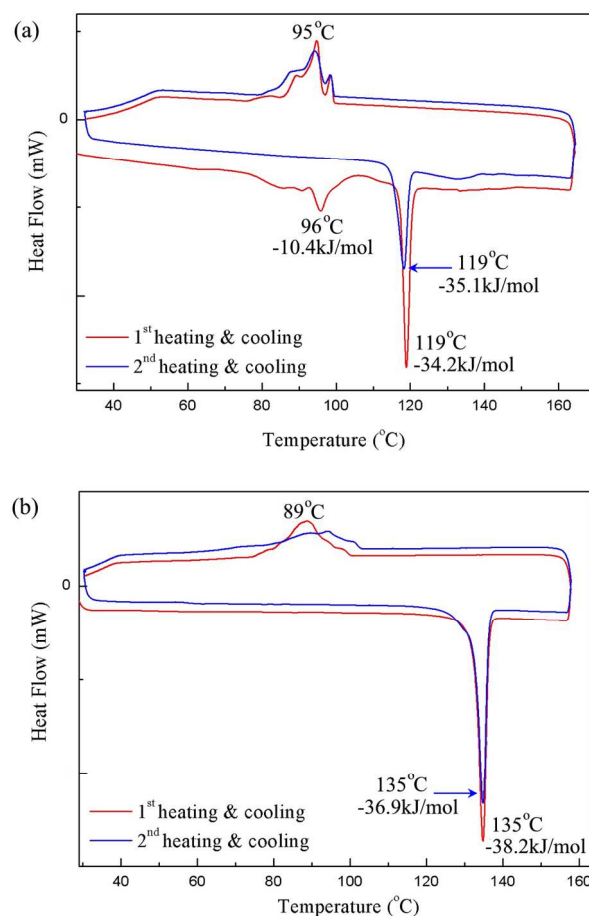 (a)
95°C
0
Heat Flow (mW)
96°C
-10.4kJ/mol
119°C
-35.1kJ/mol
119°C
-34.2kJ/mol
1st heating & cooling
2nd heating & cooling
40 60 80 100 120 140 160
Temperature (°C)
(b)
89°C
0
Heat Flow (mW)
135°C
-36.9kJ/mol
135°C
-38.2kJ/mol
1st heating & cooling
2nd heating & cooling
40 60 80 100 120 140 160
Temperature (°C)